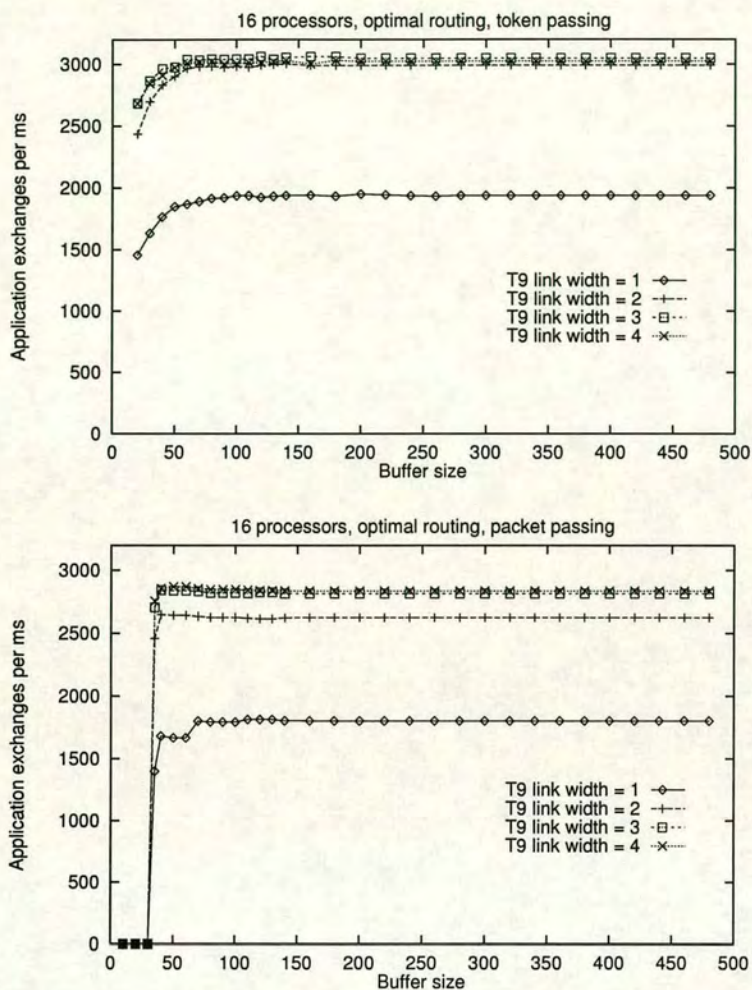 16 processors, optimal routing, token passing
Application exchanges per ms
3000
2500
2000
1500
1000
500
0
T9 link width = 1
T9 link width = 2
T9 link width = 3
T9 link width = 4
0 50 100 150 200 250 300 350 400 450 500
Buffer size
16 processors, optimal routing, packet passing
Application exchanges per ms
3000
2500
2000
1500
1000
500
0
T9 link width = 1
T9 link width = 2
T9 link width = 3
T9 link width = 4
0 50 100 150 200 250 300 350 400 450 500
Buffer size